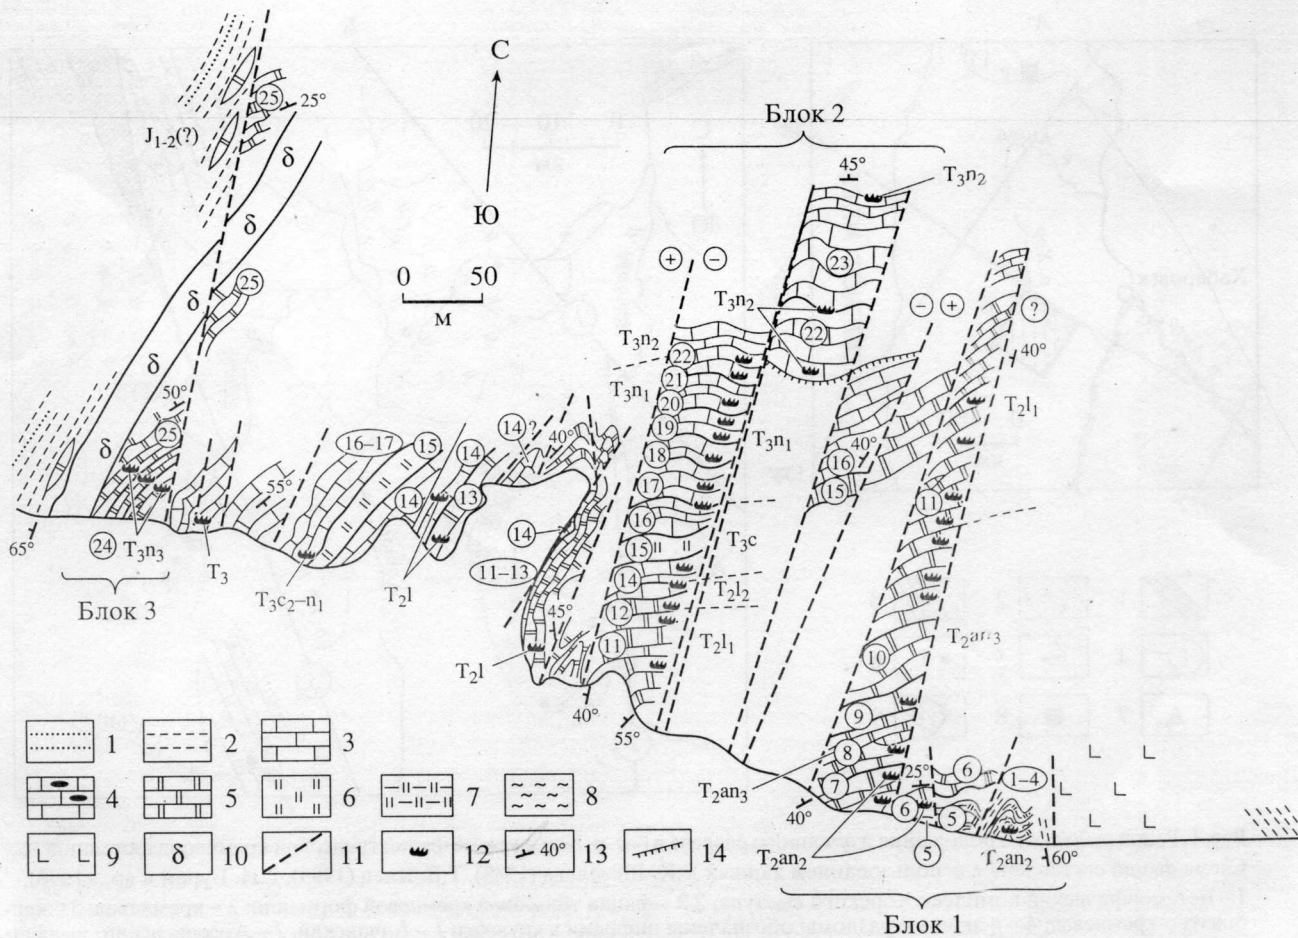 С
Ю
0 50
м
Блок 2
45°
T₃n₂
25
25°
J₁₋₂(?)
δ
δ
23
+ −
T₃n₂
25
δ
δ
22
− +
?
T₃n₂
22
40°
δ
50°
21
T₃n₁
20
T₂l₁
25
16–17
15
14
14?
40°
19
T₃n₁
δ
18
40°
16
55°
14
13
17
15
11
65°
24
T₃n₃
T₃
14
16
T₃c
Блок 3
T₃c₂–n₁
T₂l
11–13
15
14
T₂l₂
45°
12
T₂l
11
T₂l₁
T₂an₃
10
40°
55°
9
8
T₂an₃
7
25°
6
1–4
40°
6
5
5
T₂an₂
T₂an₂
60°
Блок 1
1 2 3
4 5 6 7 8
9 δ 10 11 12 40° 13 14